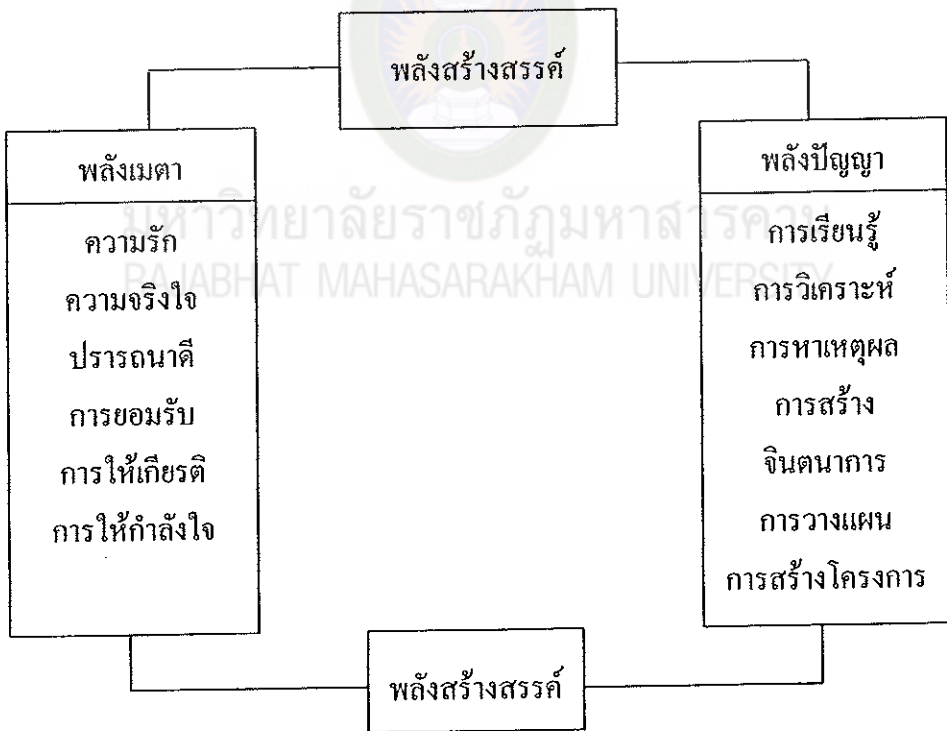 พลังสร้างสรรค์
พลังเมตา
ความรัก
ความจริงใจ
ปรารถนาดี
การยอมรับ
การให้เกียรติ
การให้กำลังใจ
พลังปัญญา
การเรียนรู้
การวิเคราะห์
การหาเหตุผล
การสร้าง
จินตนาการ
การวางแผน
การสร้างโครงการ
พลังสร้างสรรค์
มหาวิทยาลัยราชภัฏมหาสารคาม
RAJABHAT MAHASARAKHAM UNIVERSITY